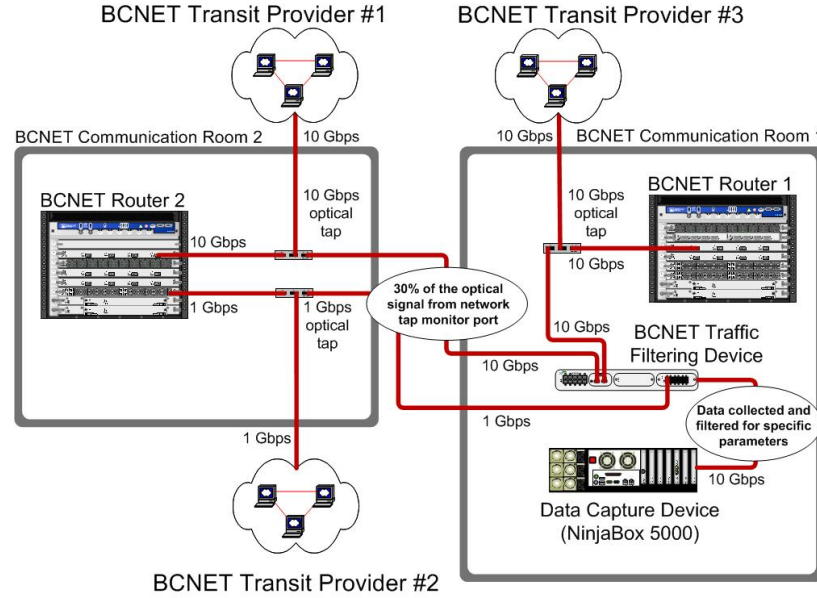 BCNET Transit Provider #1
BCNET Transit Provider #3
BCNET Communication Room 2
10 Gbps
10 Gbps
BCNET Communication Room 1
BCNET Router 2
10 Gbps
optical
tap
10 Gbps
10 Gbps
optical
tap
BCNET Router 1
10 Gbps
1 Gbps
1 Gbps
optical
tap
30% of the optical
signal from network
tap monitor port
10 Gbps
BCNET Traffic
Filtering Device
10 Gbps
1 Gbps
Data collected and
filtered for specific
parameters
1 Gbps
10 Gbps
Data Capture Device
(NinjaBox 5000)
BCNET Transit Provider #2